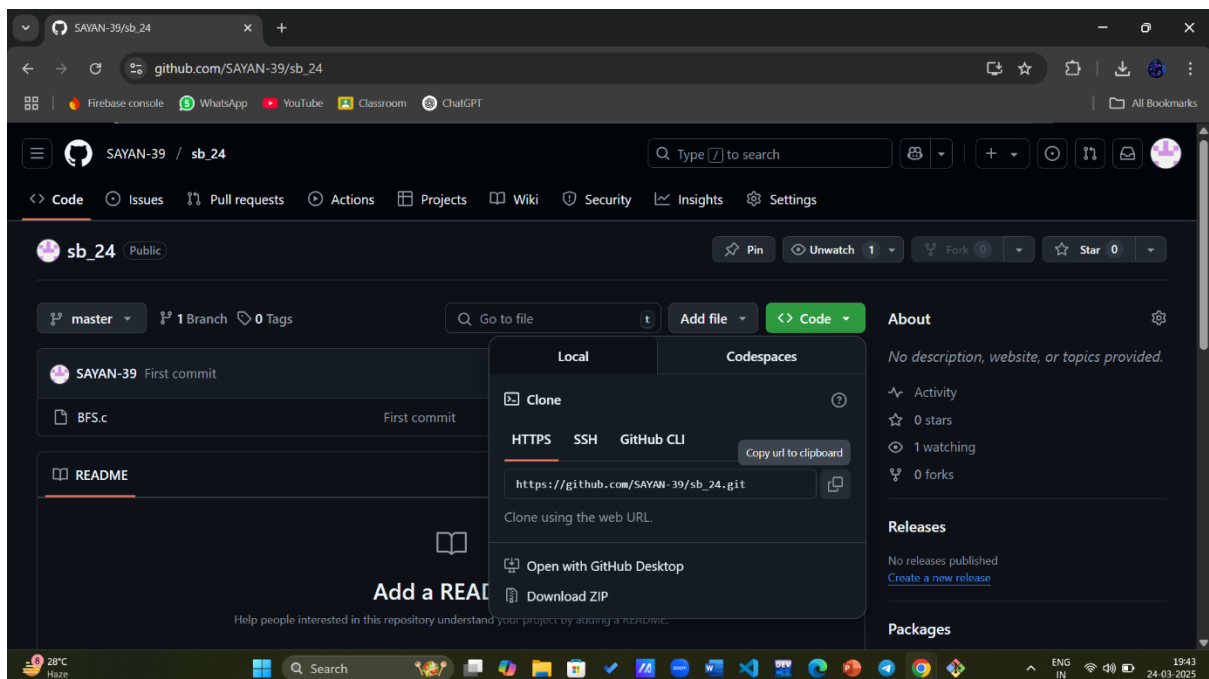 SAYAN-39/sb_24
github.com/SAYAN-39/sb_24
Firebase console WhatsApp YouTube Classroom ChatGPT All Bookmarks
SAYAN-39 / sb_24 Type / to search
Code Issues Pull requests Actions Projects Wiki Security Insights Settings
sb_24 Public Pin Unwatch 1 Fork 0 Star 0
master 1 Branch 0 Tags Go to file t Add file Code
About
No description, website, or topics provided.
Activity
0 stars
1 watching
0 forks
Releases
No releases published
Create a new release
Packages
Local Codespaces
Clone
HTTPS SSH GitHub CLI
Copy url to clipboard
https://github.com/SAYAN-39/sb_24.git
Clone using the web URL.
Open with GitHub Desktop
Download ZIP
SAYAN-39 First commit
BFS.c First commit
README
Add a REA
Help people interested in this repository understand your project by adding a README.
8 28°C
Haze
Search
zoom
DEV
ENG
IN
19:43
24-03-2025